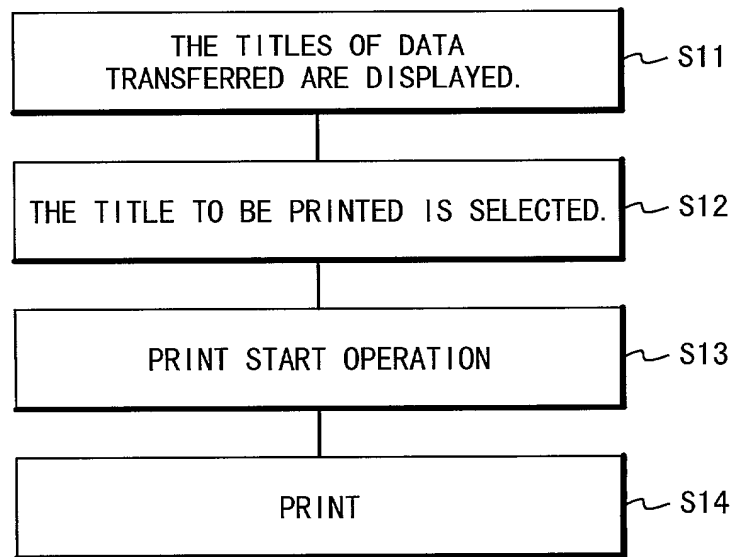 THE TITLES OF DATA
TRANSFERRED ARE DISPLAYED.
S11
THE TITLE TO BE PRINTED IS SELECTED.
S12
PRINT START OPERATION
S13
PRINT
S14